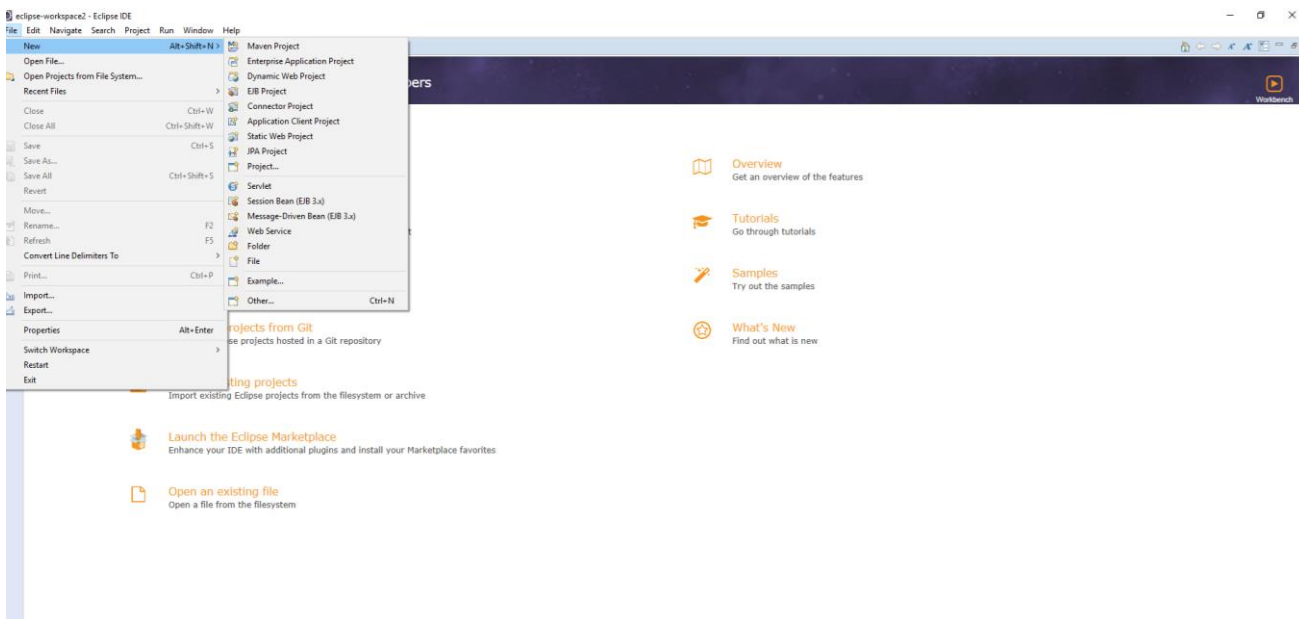 eclipse-workspace2 - Eclipse IDE
File Edit Navigate Search Project Run Window Help
New Alt+Shift+N >
Open File...
Open Projects from File System...
Recent Files >
Close Ctrl+W
Close All Ctrl+Shift+W
Save Ctrl+S
Save As...
Save All Ctrl+Shift+S
Revert
Move...
Rename... F2
Refresh F5
Convert Line Delimiters To >
Print... Ctrl+P
Import...
Export...
Properties Alt+Enter
Switch Workspace >
Restart
Exit
Maven Project
Enterprise Application Project
Dynamic Web Project
EJB Project
Connector Project
Application Client Project
Static Web Project
JPA Project
Project...
Servlet
Session Bean (EJB 3.x)
Message-Driven Bean (EJB 3.x)
Web Service
Folder
File
Example...
Other... Ctrl+N
pers
Workbench
rojects from Git
se projects hosted in a Git repository
ting projects
Import existing Eclipse projects from the filesystem or archive
Launch the Eclipse Marketplace
Enhance your IDE with additional plugins and install your Marketplace favorites
Open an existing file
Open a file from the filesystem
Overview
Get an overview of the features
Tutorials
Go through tutorials
Samples
Try out the samples
What's New
Find out what is new